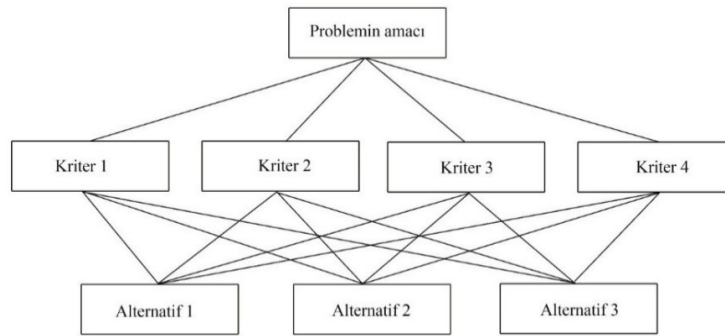 Problemin amacı
Kriter 1
Kriter 2
Kriter 3
Kriter 4
Alternatif 1
Alternatif 2
Alternatif 3